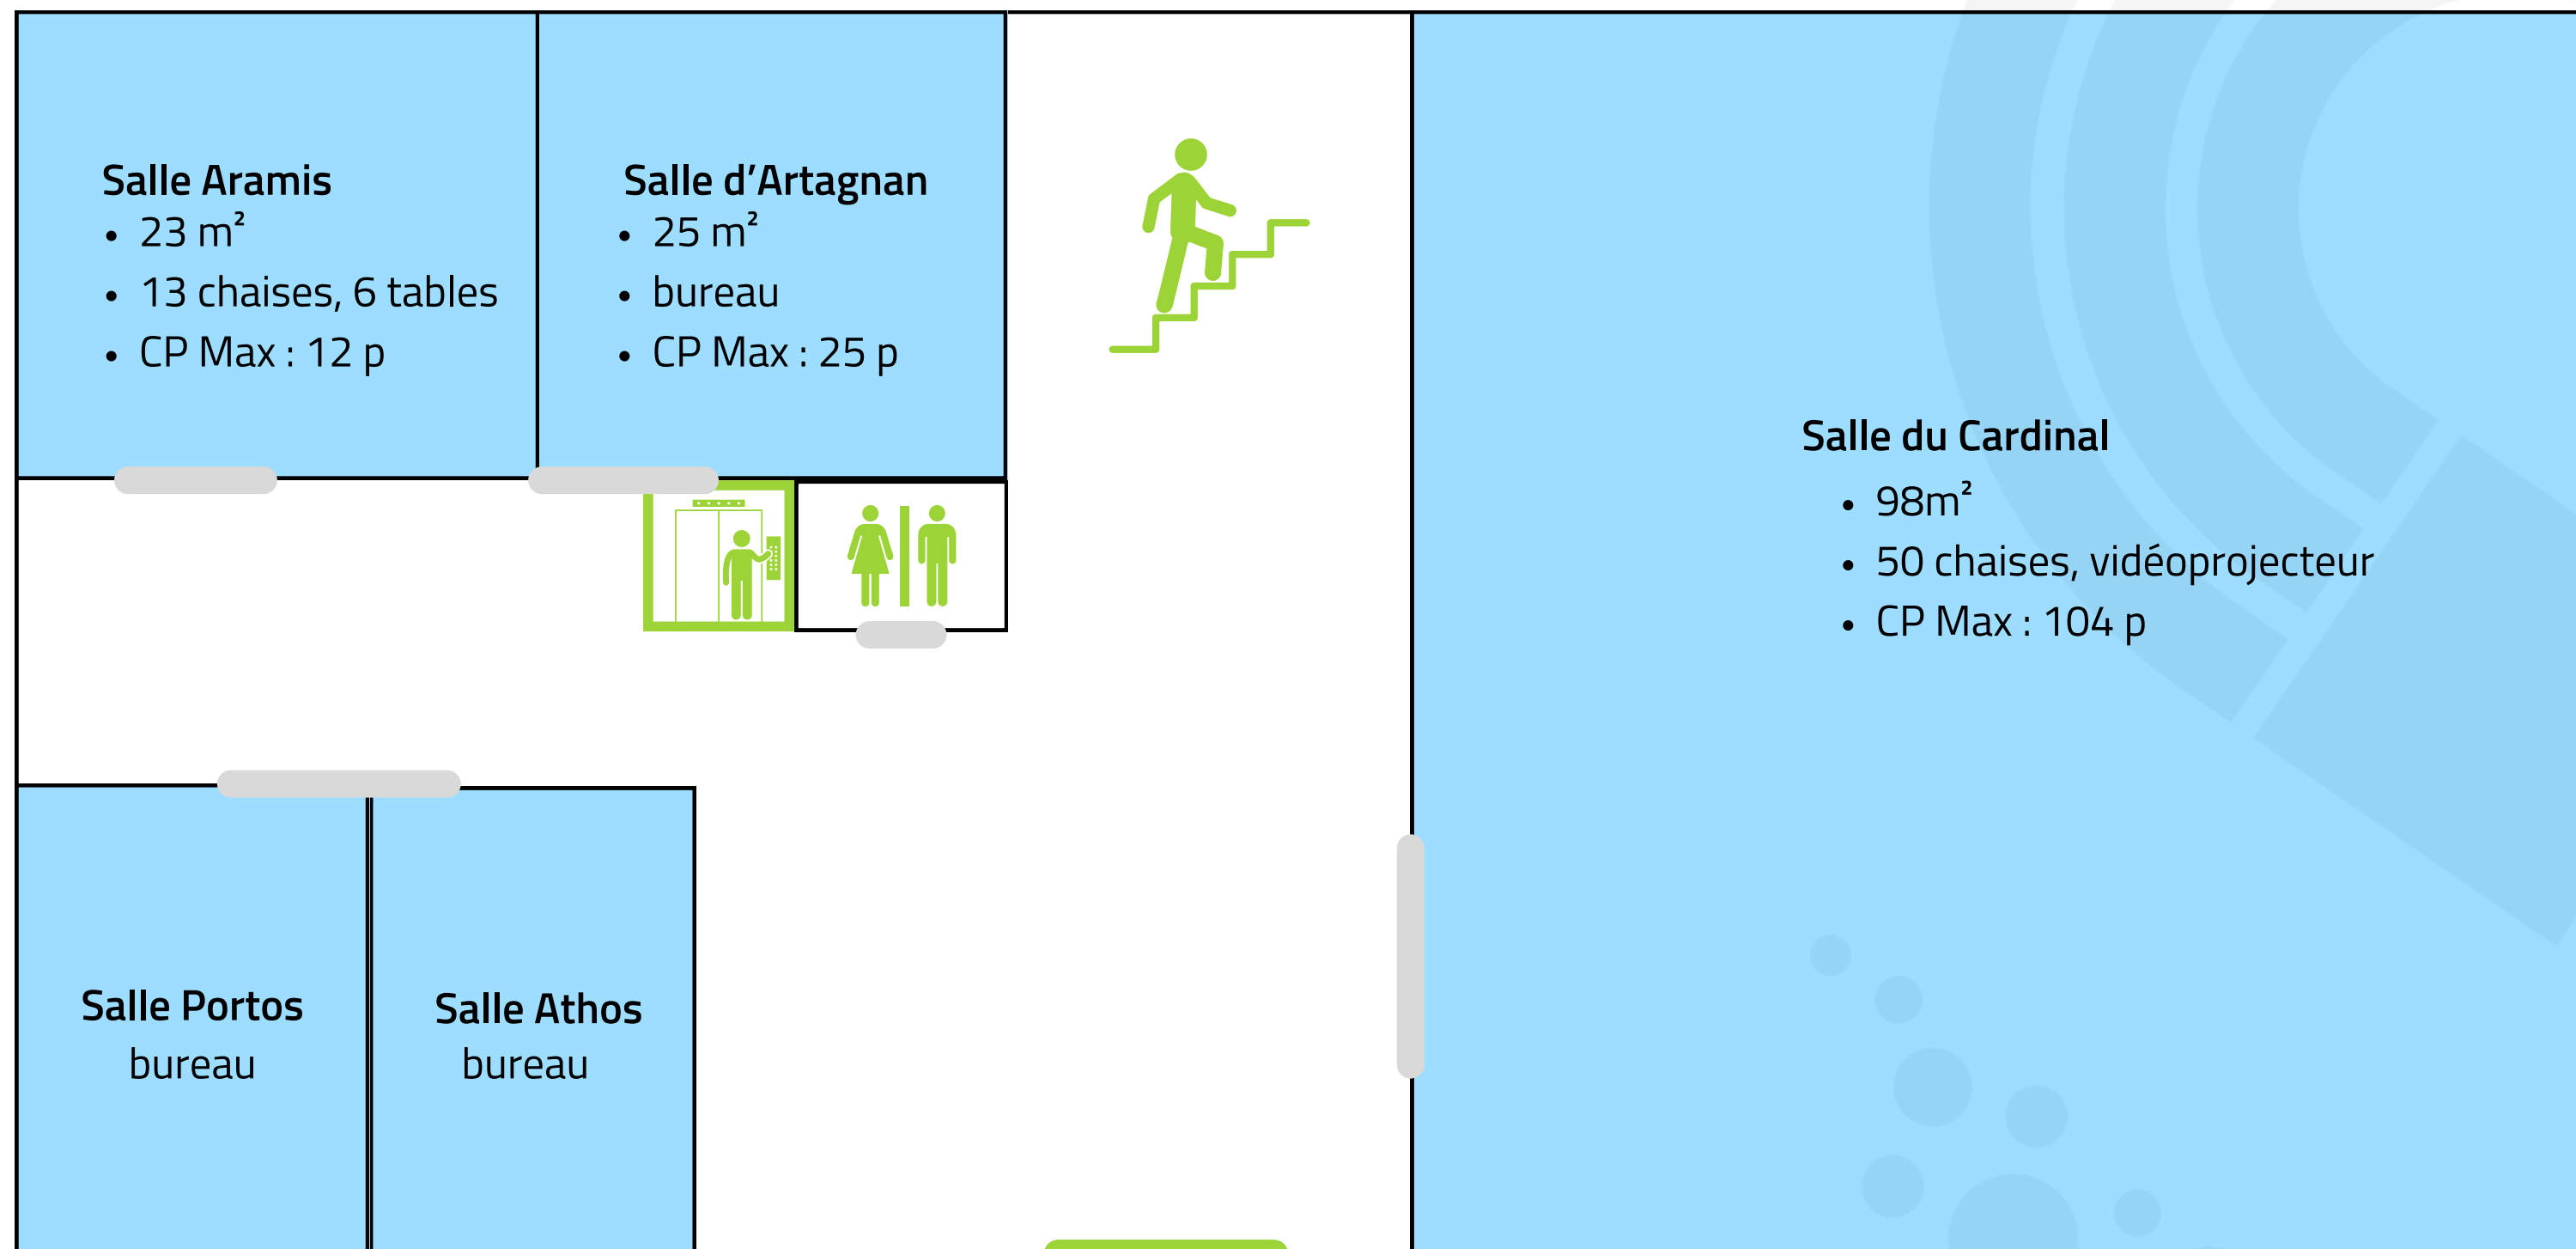 Salle Aramis
• 23 m²
• 13 chaises, 6 tables
• CP Max : 12 p
Salle d’Artagnan
• 25 m²
• bureau
• CP Max : 25 p
Salle du Cardinal
• 98m²
• 50 chaises, vidéoprojecteur
• CP Max : 104 p
Salle Portos
bureau
Salle Athos
bureau